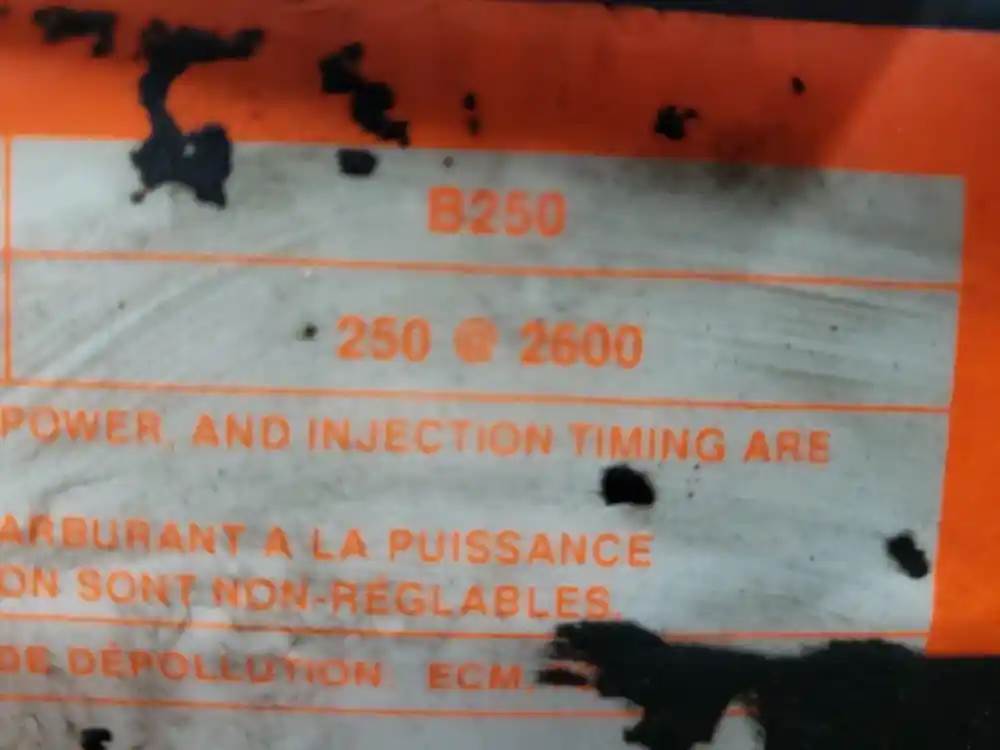 B250
250 @ 2600
POWER, AND INJECTION TIMING ARE
ARBURANT A LA PUISSANCE
ON SONT NON-RÉGLABLES.
DE DÉPOLLUTION: ECM,